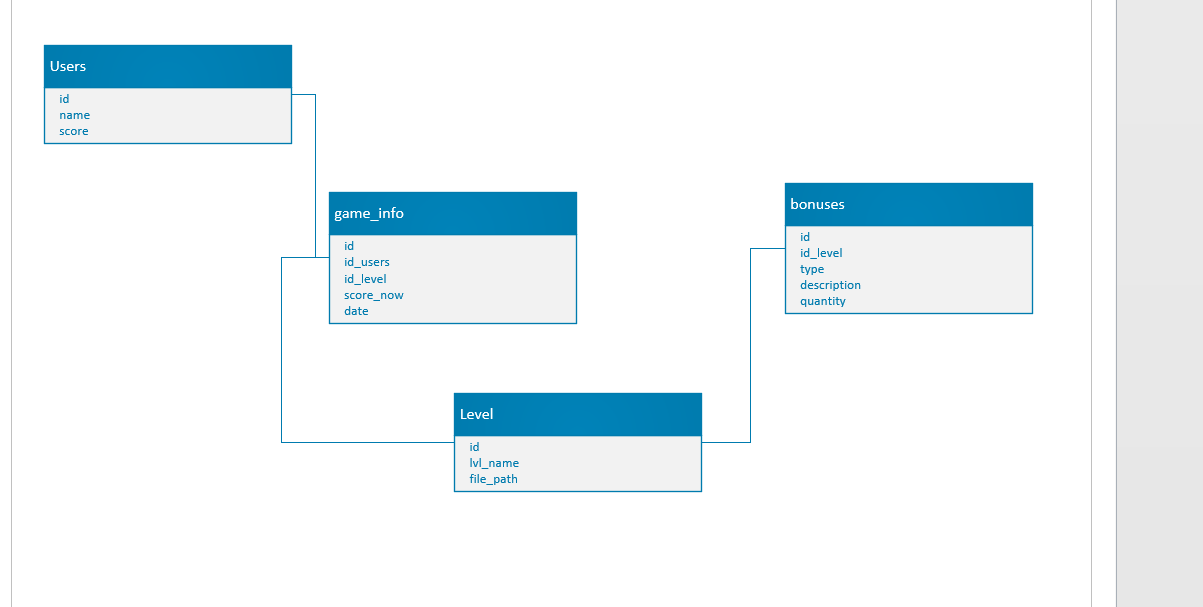 Users
id
name
score
game_info
id
id_users
id_level
score_now
date
bonuses
id
id_level
type
description
quantity
Level
id
lvl_name
file_path